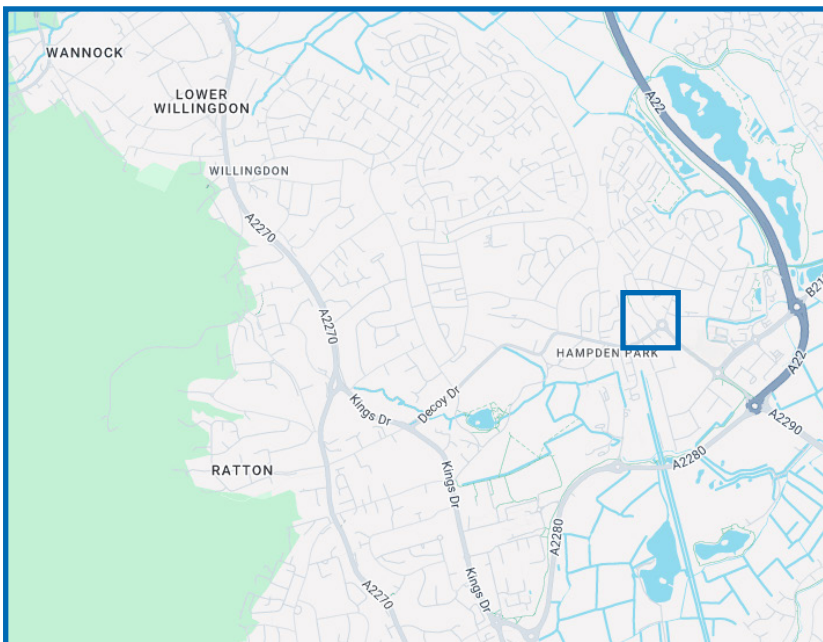 WANNOCK
LOWER
WILLINGDON
WILLINGDON
A22
A2270
A2270
B21
HAMPDEN PARK
A22
Decoy Dr
Kings Dr
A2290
RATTON
A2280
Kings Dr
A2280
A2270
Kings Dr